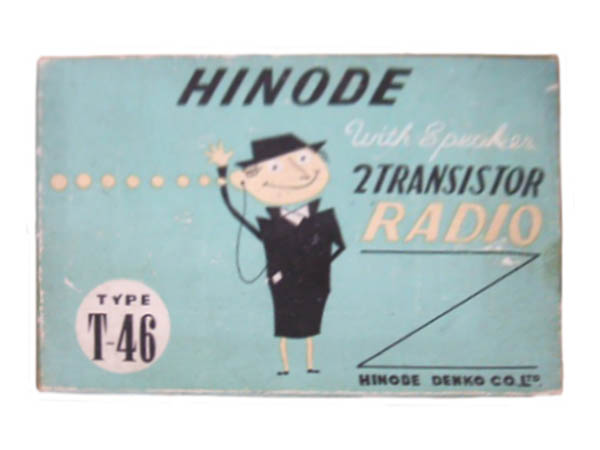 HINODE
With Speaker
2TRANSISTOR
RADIO
TYPE
T-46
HINODE DENKO CO. LTD.